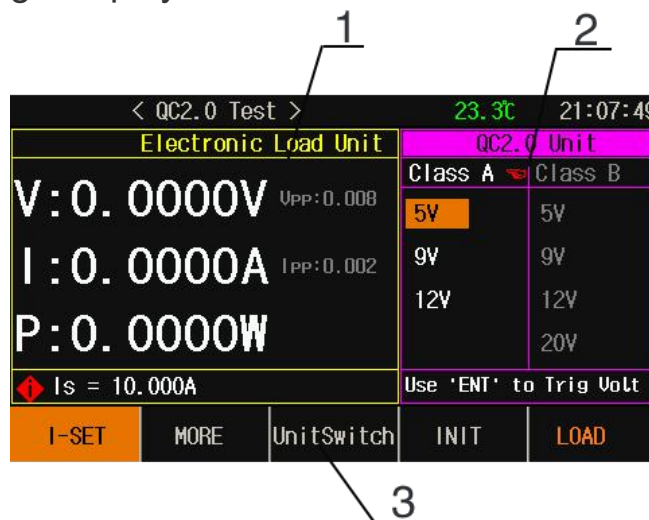 1
2
< QC2.0 Test > 23.3℃ 21:07:49
Electronic Load Unit
QC2.0 Unit
Class A Class B
V:0.0000V Vpp:0.008
5V 5V
I:0.0000A Ipp:0.002
9V 9V
12V 12V
P:0.0000W
20V
Is = 10.000A
Use 'ENT' to Trig Volt
I-SET MORE UnitSwitch INIT LOAD
3